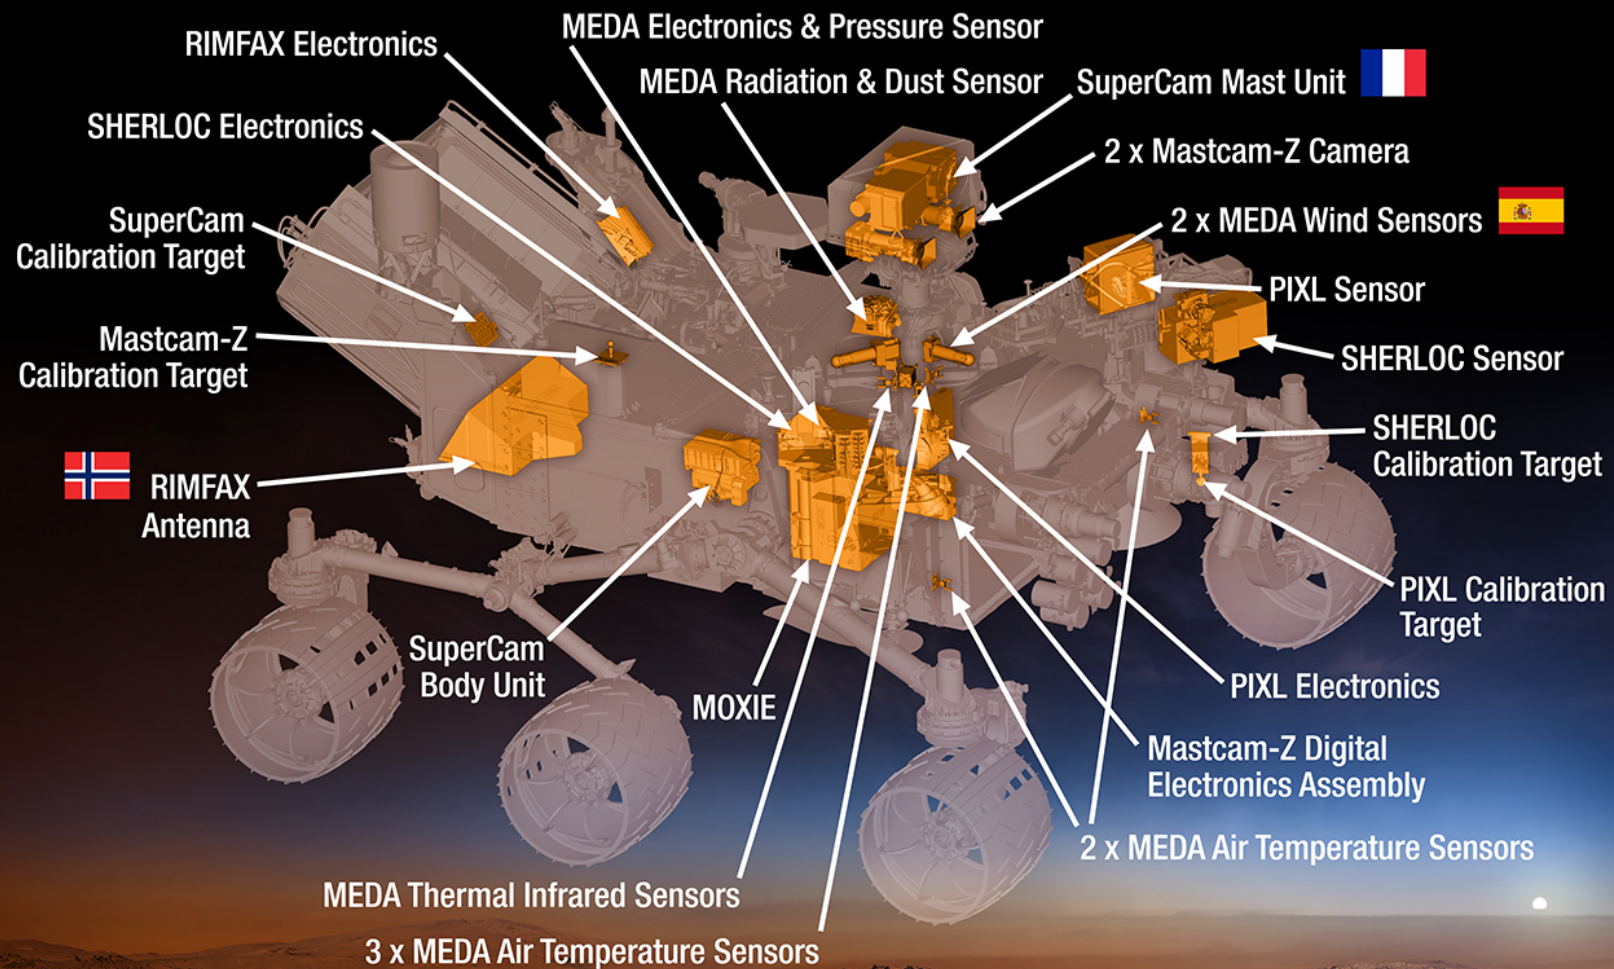 MEDA Electronics & Pressure Sensor
RIMFAX Electronics
MEDA Radiation & Dust Sensor
SuperCam Mast Unit
SHERLOC Electronics
2 x Mastcam-Z Camera
SuperCam
Calibration Target
2 x MEDA Wind Sensors
PIXL Sensor
Mastcam-Z
Calibration Target
SHERLOC Sensor
SHERLOC
Calibration Target
RIMFAX
Antenna
PIXL Calibration
Target
SuperCam
Body Unit
MOXIE
PIXL Electronics
Mastcam-Z Digital
Electronics Assembly
2 x MEDA Air Temperature Sensors
MEDA Thermal Infrared Sensors
3 x MEDA Air Temperature Sensors